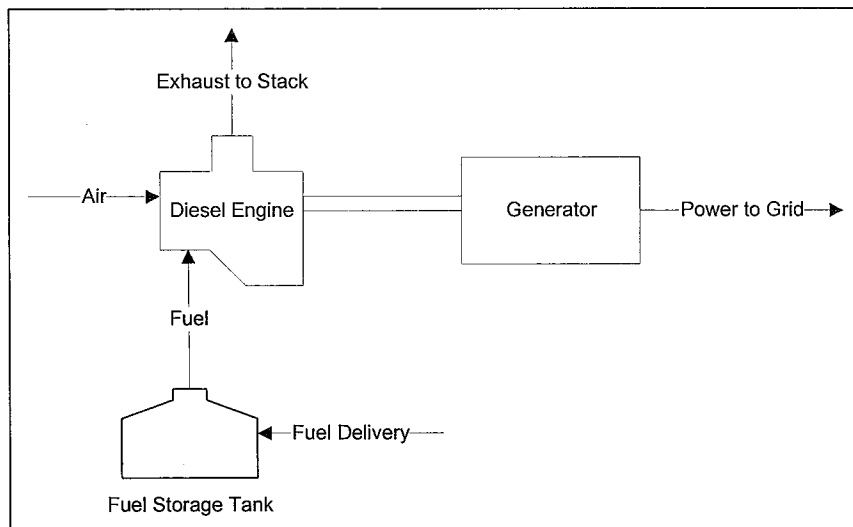 Exhaust to Stack
Air
Diesel Engine
Generator
Power to Grid
Fuel
Fuel Delivery
Fuel Storage Tank